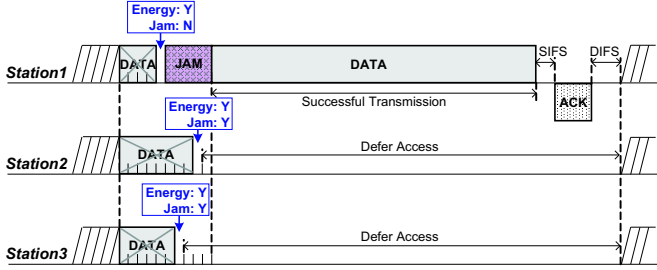 Energy: Y
Jam: N
SIFS
DIFS
Station1
DATA
JAM
DATA
Successful Transmission
ACK
Energy: Y
Jam: Y
Station2
DATA
Defer Access
Energy: Y
Jam: Y
Station3
DATA
Defer Access